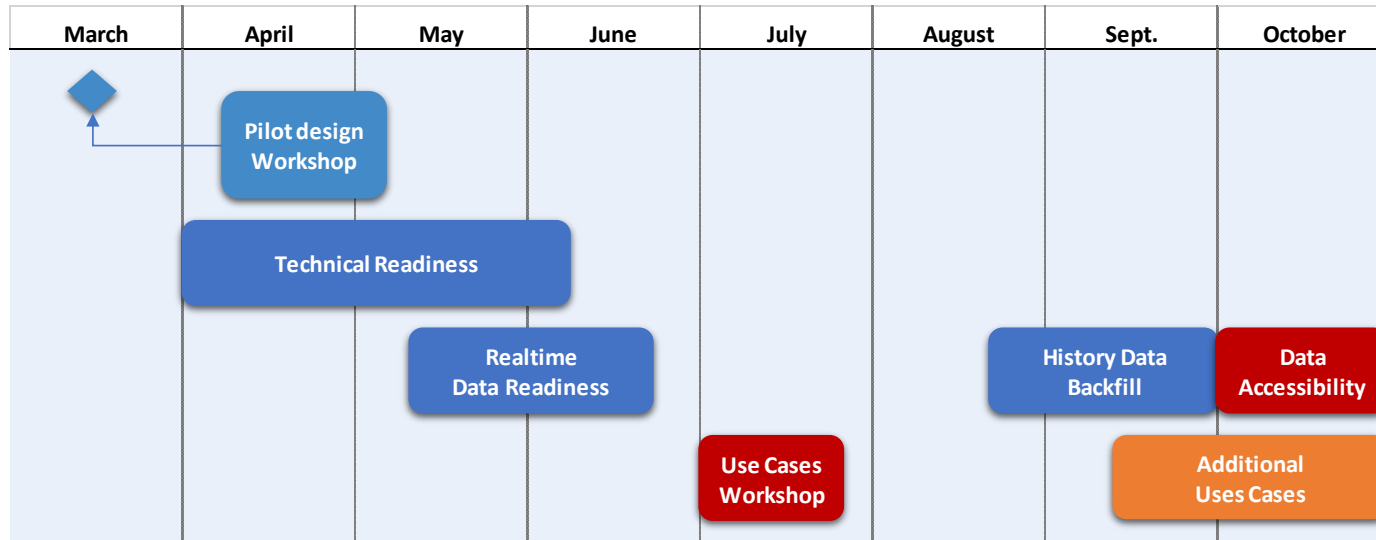 March April May June July August Sept. October
Pilot design
Workshop
Technical Readiness
Realtime
Data Readiness
History Data
Backfill
Data
Accessibility
Use Cases
Workshop
Additional
Uses Cases